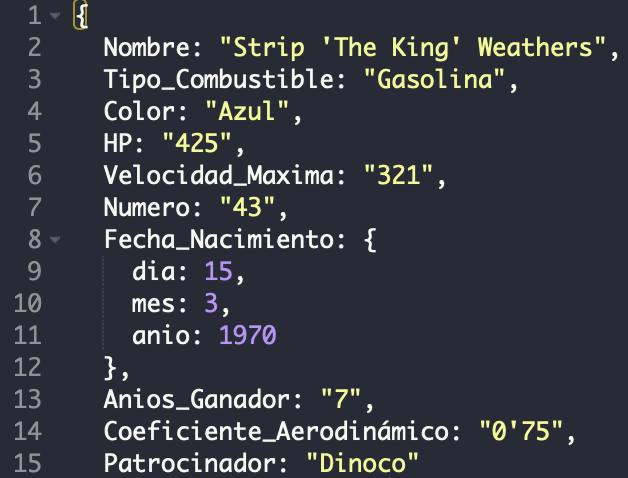 1 {
2 Nombre: "Strip 'The King' Weathers",
3 Tipo_Combustible: "Gasolina",
4 Color: "Azul",
5 HP: "425",
6 Velocidad_Maxima: "321",
7 Numero: "43",
8 Fecha_Nacimiento: {
9 dia: 15,
10 mes: 3,
11 anio: 1970
12 },
13 Anios_Ganador: "7",
14 Coeficiente_Aerodinámico: "0'75",
15 Patrocinador: "Dinoco"